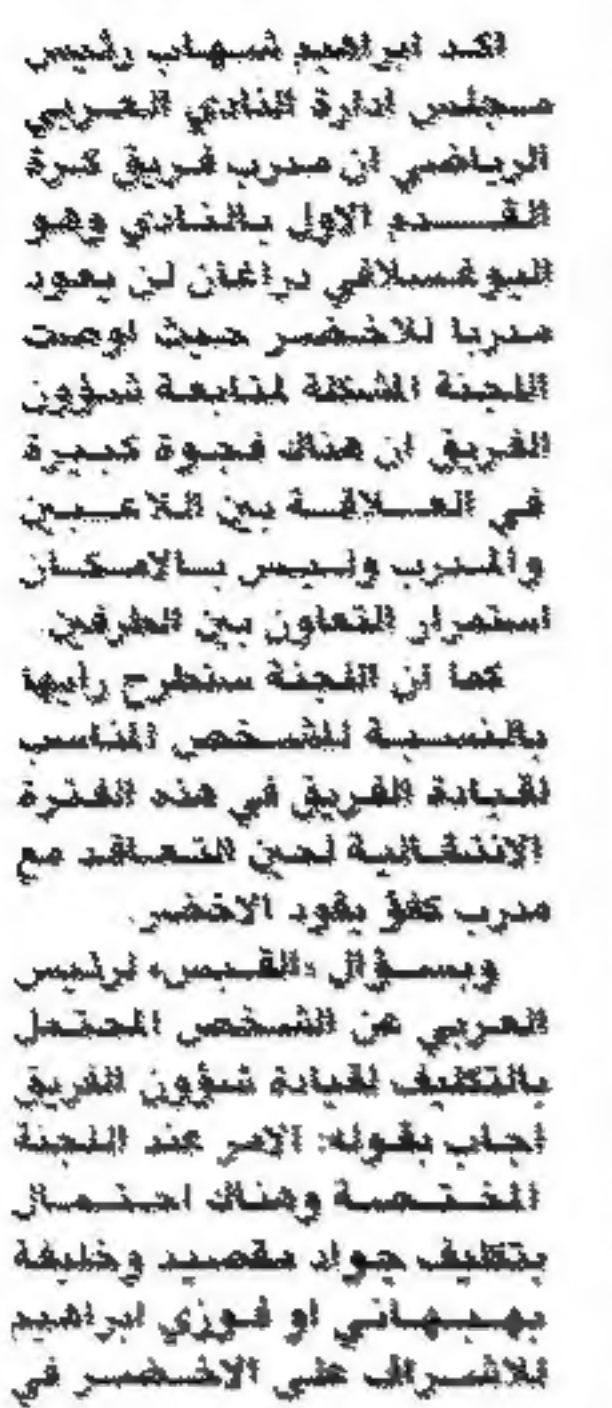 اكد ابراهيم شهاب رئيس
مجلس ادارة النادي العربي
الرياضي ان مدرب فريق كرة
القدم الاول بالنادي وهو
اليوغسلافي دراغان لن يعود
مدربا للاخضر حيث اوصت
اللجنة المشكلة لمتابعة شؤون
الفريق ان هناك فجوة كبيرة
في العلاقة بين اللاعبين
والمدرب وليس بالامكان
استمرار التعاون بين الطرفين.
كما ان اللجنة ستطرح رايها
بالنسبة للشخص المناسب
لقيادة الفريق في هذه الفترة
الانتقالية لحين التعاقد مع
مدرب كفؤ يقود الاخضر.
وبسؤال «القبس» لرئيس
العربي عن الشخص المحتمل
بالتكليف لقيادة شؤون الفريق
اجاب بقوله: الامر عند اللجنة
المختصة وهناك احتمال
بتكليف جواد مقصيد وخليفة
بهبهاني او فوزي ابراهيم
للاشراف على الاخضر في